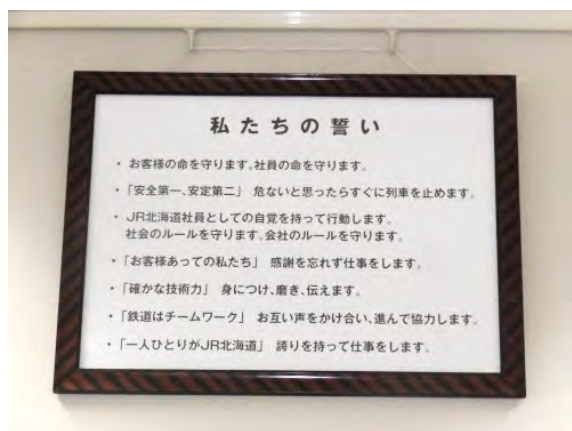 私たちの誓い
・ お客様の命を守ります。社員の命を守ります。
・「安全第一、安定第二」 危ないと思ったらすぐに列車を止めます。
・ JR北海道社員としての自覚を持って行動します。
社会のルールを守ります。会社のルールを守ります。
・「お客様あっての私たち」 感謝を忘れず仕事をします。
・「確かな技術力」 身につけ、磨き、伝えます。
・「鉄道はチームワーク」 お互い声をかけ合い、進んで協力します。
・「一人ひとりがJR北海道」 誇りを持って仕事をします。